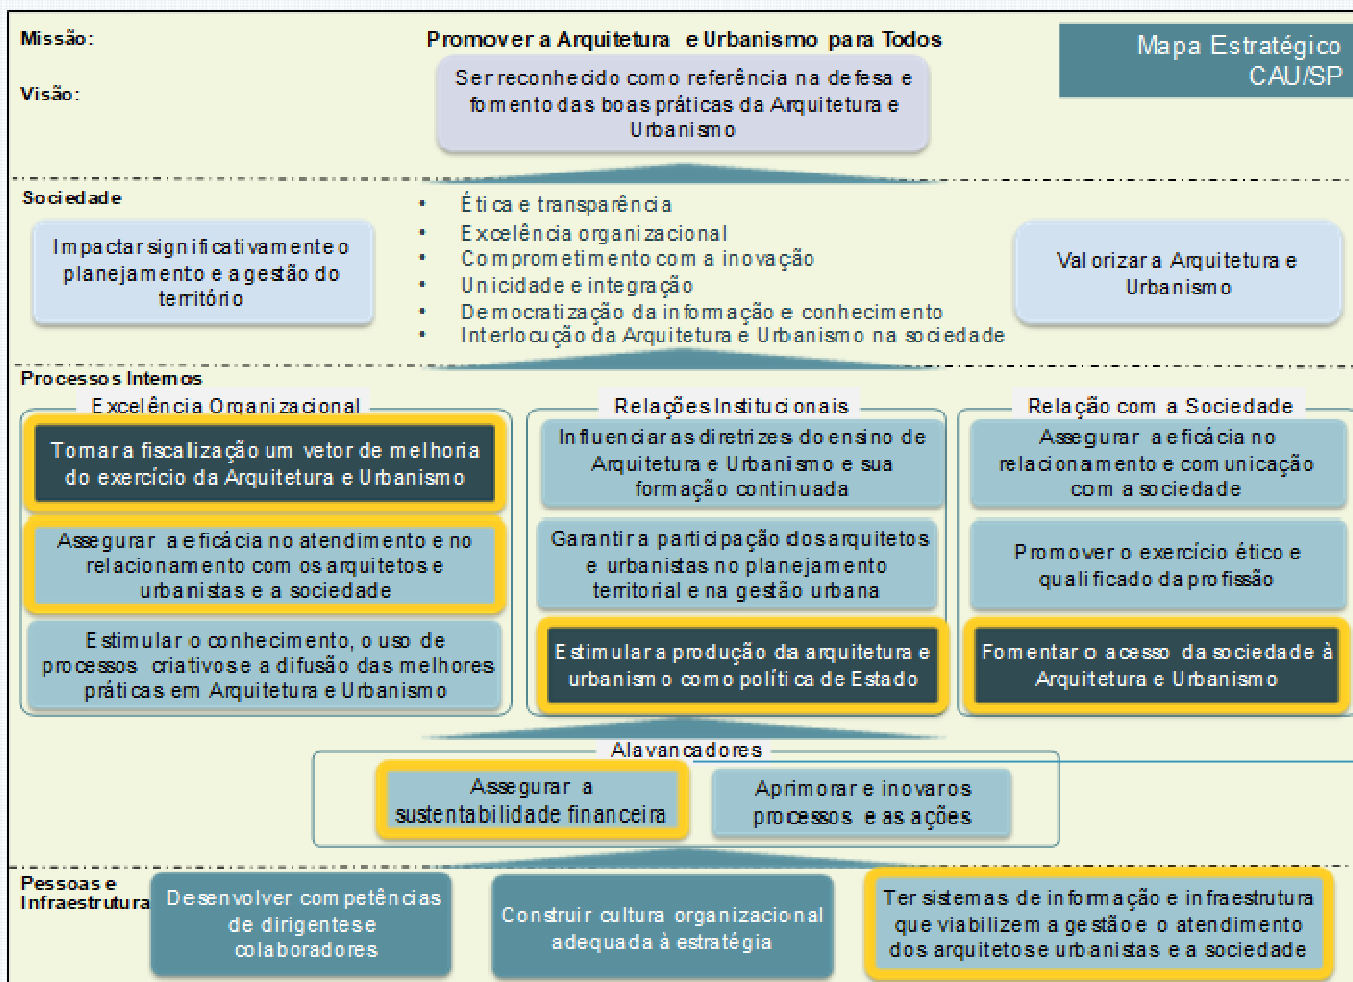 Missão:
Promover a Arquitetura e Urbanismo para Todos
Mapa Estratégico
CAU/SP
Visão:
Ser reconhecido como referência na defesa e
fomento das boas práticas da Arquitetura e
Urbanismo
Sociedade
Impactar significativamente o
planejamento e a gestão do
território
• Ética e transparência
• Excelência organizacional
• Comprometimento com a inovação
• Unicidade e integração
• Democratização da informação e conhecimento
• Interlocução da Arquitetura e Urbanismo na sociedade
Valorizar a Arquitetura e
Urbanismo
Processos Internos
Excelência Organizacional
Tornar a fiscalização um vetor de melhoria
do exercício da Arquitetura e Urbanismo
Assegurar a eficácia no atendimento e no
relacionamento com os arquitetos e
urbanistas e a sociedade
Estimular o conhecimento, o uso de
processos criativos e a difusão das melhores
práticas em Arquitetura e Urbanismo
Relações Institucionais
Influenciar as diretrizes do ensino de
Arquitetura e Urbanismo e sua
formação continuada
Garantir a participação dos arquitetos
e urbanistas no planejamento
territorial e na gestão urbana
Estimular a produção da arquitetura e
urbanismo como política de Estado
Relação com a Sociedade
Assegurar a eficácia no
relacionamento e comunicação
com a sociedade
Promover o exercício ético e
qualificado da profissão
Fomentar o acesso da sociedade à
Arquitetura e Urbanismo
Alavancadores
Assegurar a
sustentabilidade financeira
Aprimorar e inovar os
processos e as ações
Pessoas e
Infraestrutura
Desenvolver competências
de dirigentes e
colaboradores
Construir cultura organizacional
adequada à estratégia
Ter sistemas de informação e infraestrutura
que viabilizem a gestão e o atendimento
dos arquitetos e urbanistas e a sociedade